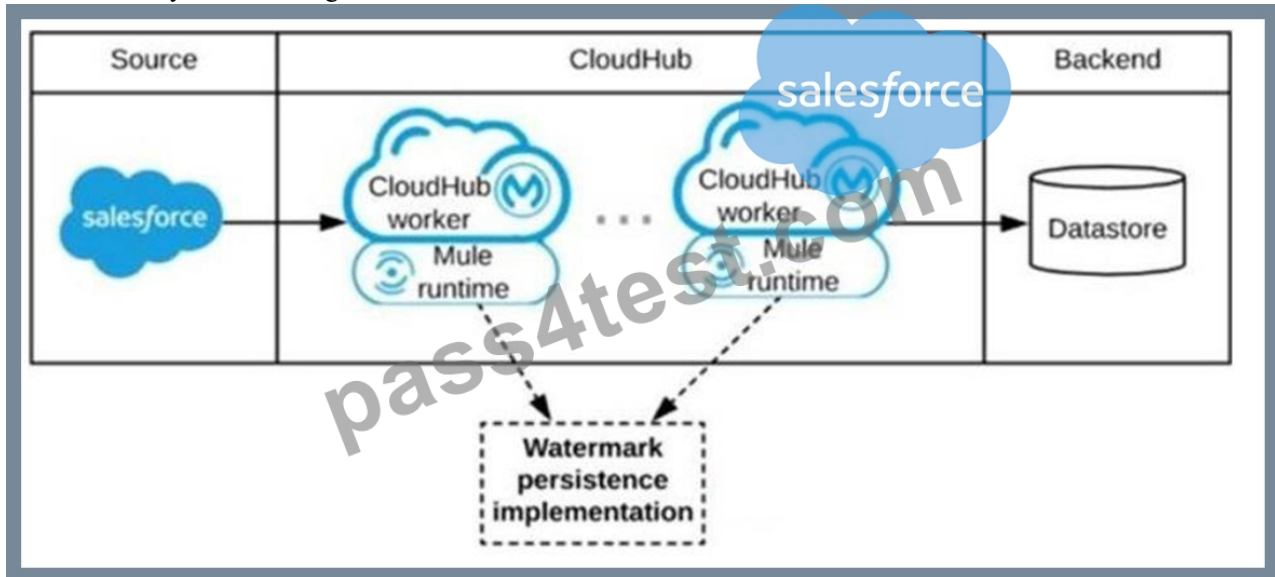 Source
CloudHub
Backend
salesforce
salesforce
CloudHub
worker
Mule
runtime
CloudHub
worker
Mule
runtime
Datastore
pass4test.com
Watermark
persistence
implementation